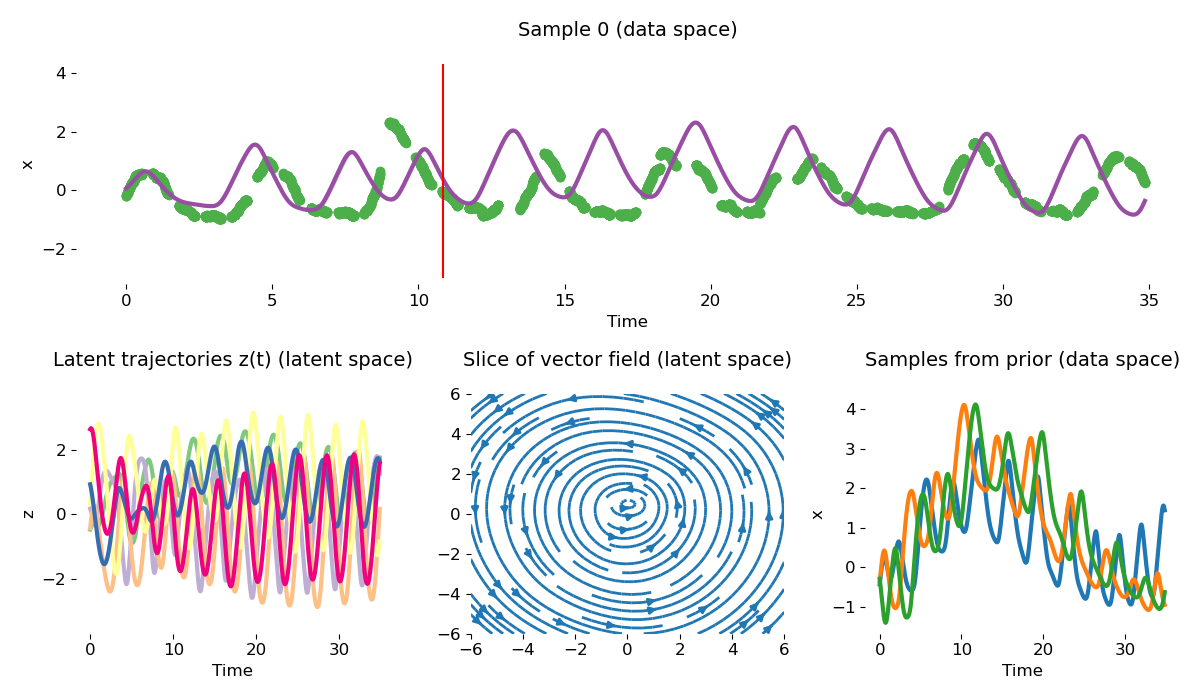 Sample 0 (data space)
4
2
0
−2
x
0 5 10 15 20 25 30 35
Time
Latent trajectories z(t) (latent space)
2
0
−2
z
0 10 20 30
Time
Slice of vector field (latent space)
6
4
2
0
−2
−4
−6
−6 −4 −2 0 2 4 6
Samples from prior (data space)
4
3
2
1
0
−1
x
0 10 20 30
Time